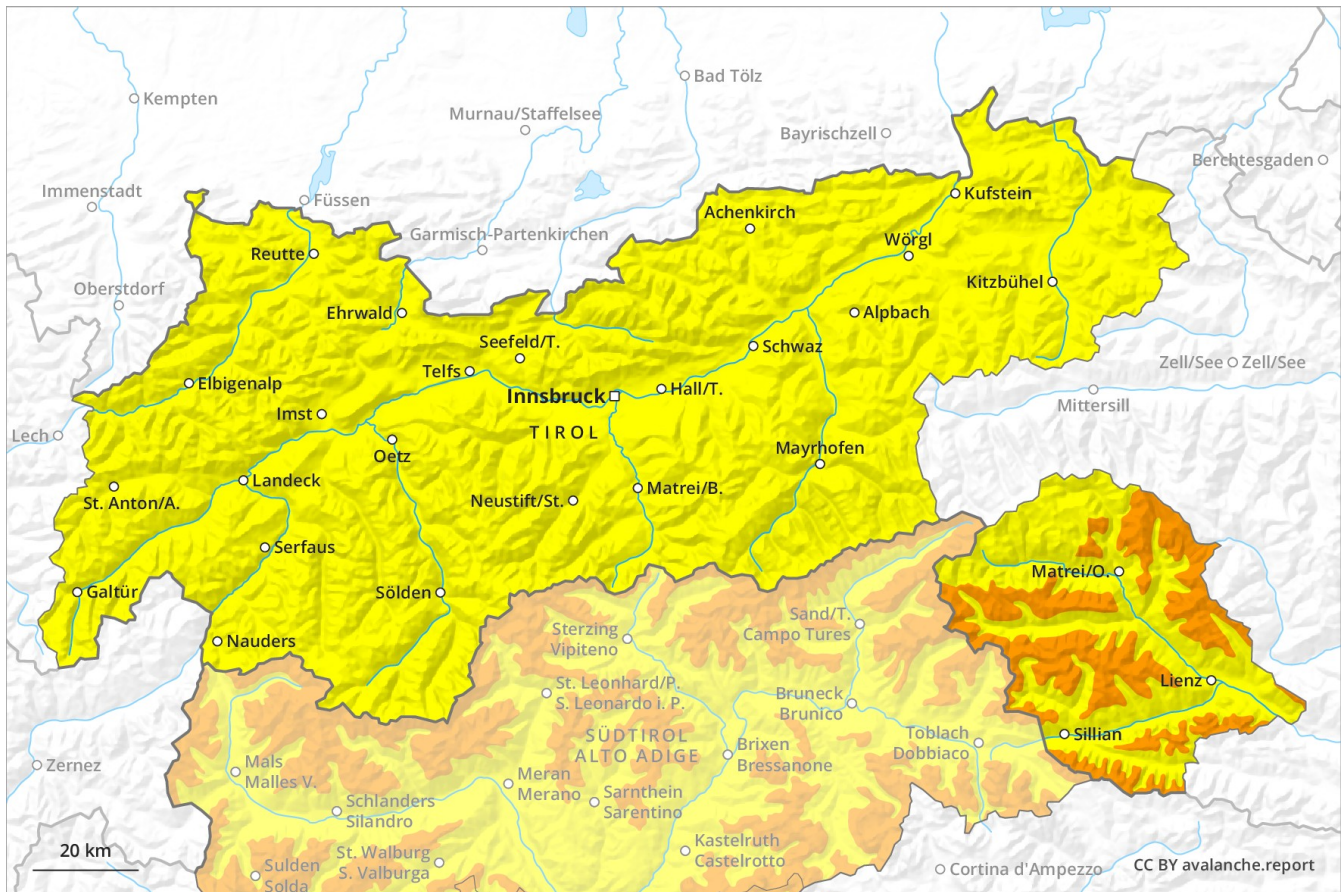 Bad Tölz
Kempten
Murnau/Staffelsee
Bayrischzell
Berchtesgaden
Immenstadt
Füssen
Kufstein
Achenkirch
Garmisch-Partenkirchen
Reutte
Wörgl
Oberstdorf
Kitzbühel
Ehrwald
Alpbach
Seefeld/T.
Schwaz
Zell/See
Zell/See
Telfs
Elbigenalp
Hall/T.
Innsbruck
Mittersill
Imst
TIROL
Lech
Mayrhofen
Oetz
Landeck
Matrei/B.
St. Anton/A.
Neustift/St.
Serfaus
Matrei/O.
Galtür
Sölden
Sand/T.
Campo Tures
Sterzing
Vipiteno
Nauders
Lienz
St. Leonhard/P.
S. Leonardo i. P.
Bruneck
Brunico
Sillian
SÜDTIROL
ALTO ADIGE
Toblach
Dobbiaco
Brixen
Bressanone
Zernez
Mals
Malles V.
Meran
Merano
Sarnthein
Sarentino
Schlanders
Silandro
Kastelruth
Castelrotto
20 km
St. Walburg
S. Valburga
Sulden
Solda
Cortina d'Ampezzo
CC BY avalanche.report